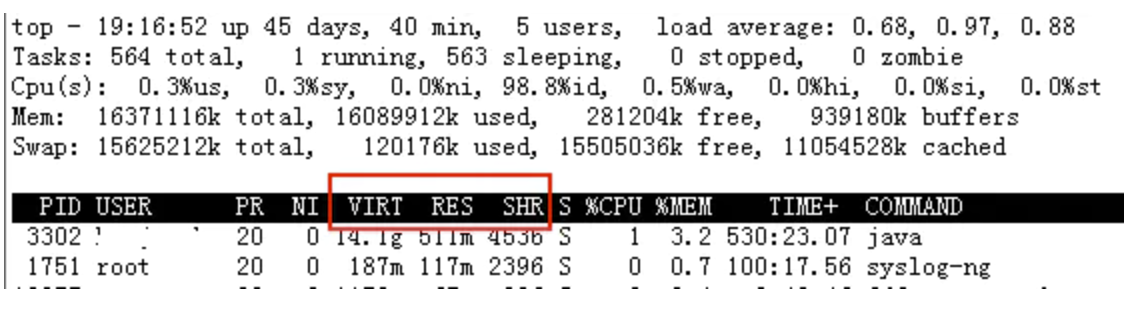 top - 19:16:52 up 45 days, 40 min,  5 users,  load average: 0.68, 0.97, 0.88
Tasks: 564 total,   1 running, 563 sleeping,   0 stopped,   0 zombie
Cpu(s):  0.3%us,  0.3%sy,  0.0%ni, 98.8%id,  0.5%wa,  0.0%hi,  0.0%si,  0.0%st
Mem:  16371116k total, 16089912k used,   281204k free,   939180k buffers
Swap: 15625212k total,   120176k used, 15505036k free, 11054528k cached
PID USER PR NI VIRT RES SHR S %CPU %MEM TIME+ COMMAND
3302 20 0 14.1g 511m 4536 S 1 3.2 530:23.07 java
1751 root 20 0 187m 117m 2396 S 0 0.7 100:17.56 syslog-ng